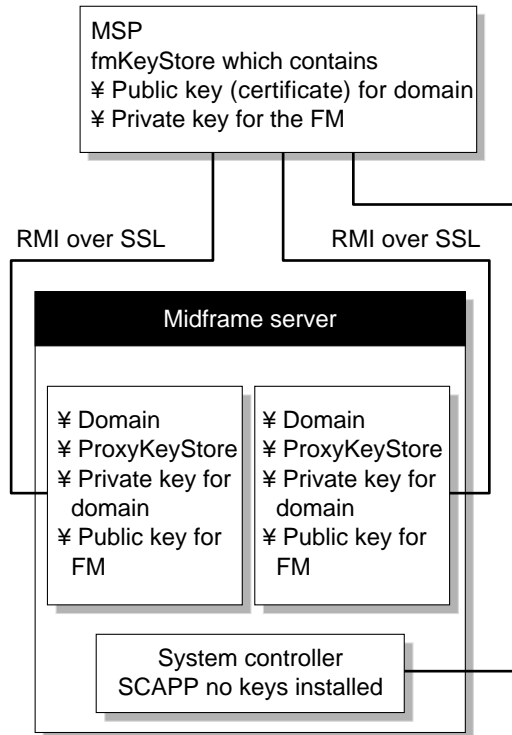 MSP
fmKeyStore which contains
¥ Public key (certificate) for domain
¥ Private key for the FM
RMI over SSL
RMI over SSL
Midframe server
¥ Domain
¥ ProxyKeyStore
¥ Private key for
domain
¥ Public key for
FM
¥ Domain
¥ ProxyKeyStore
¥ Private key for
domain
¥ Public key for
FM
System controller
SCAPP no keys installed